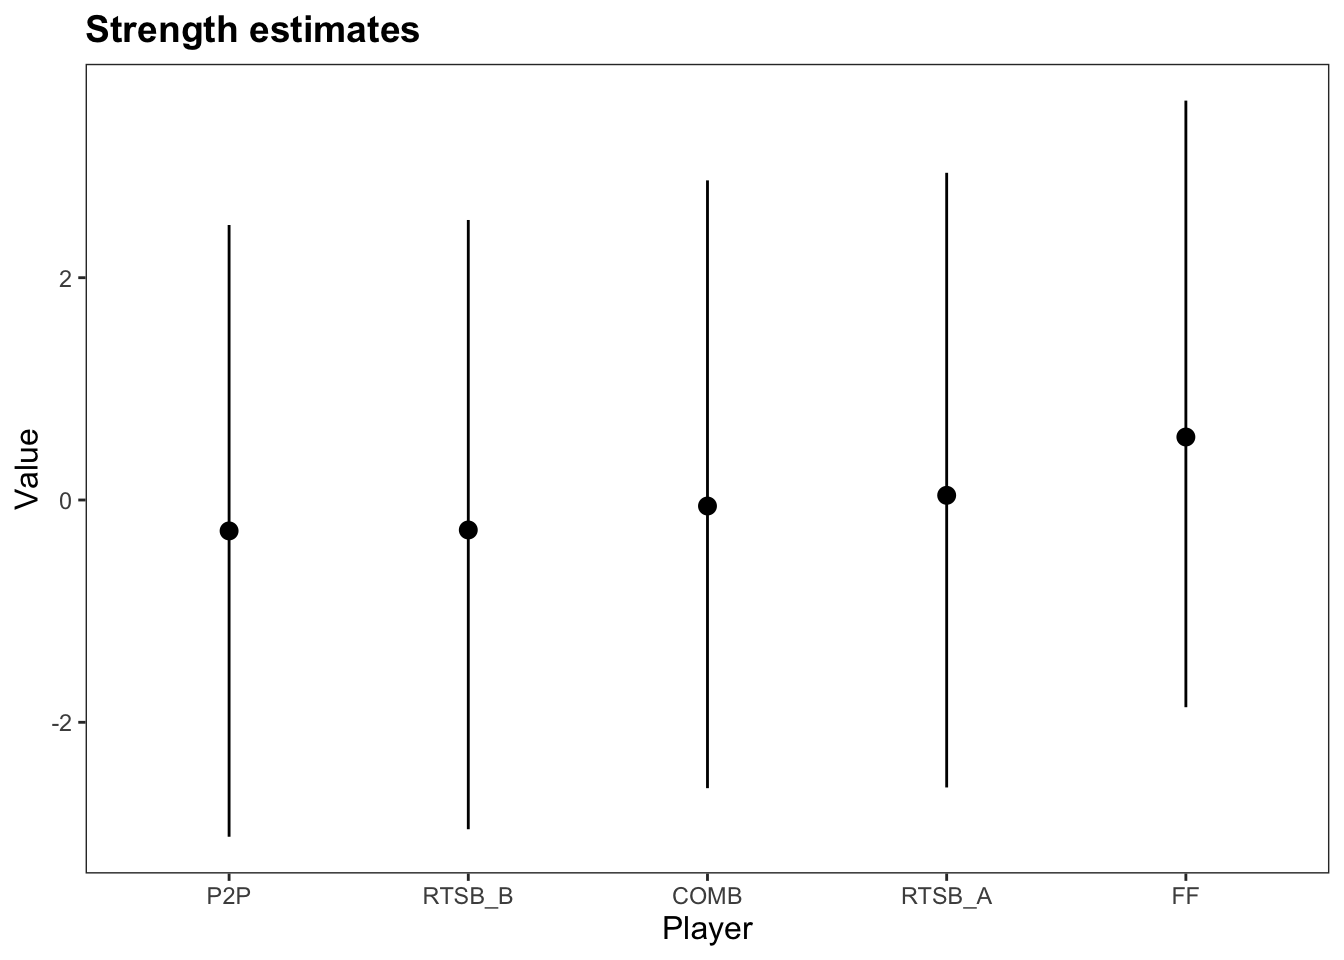 Strength estimates
Value
2
0
-2
P2P
RTSB_B
COMB
RTSB_A
FF
Player